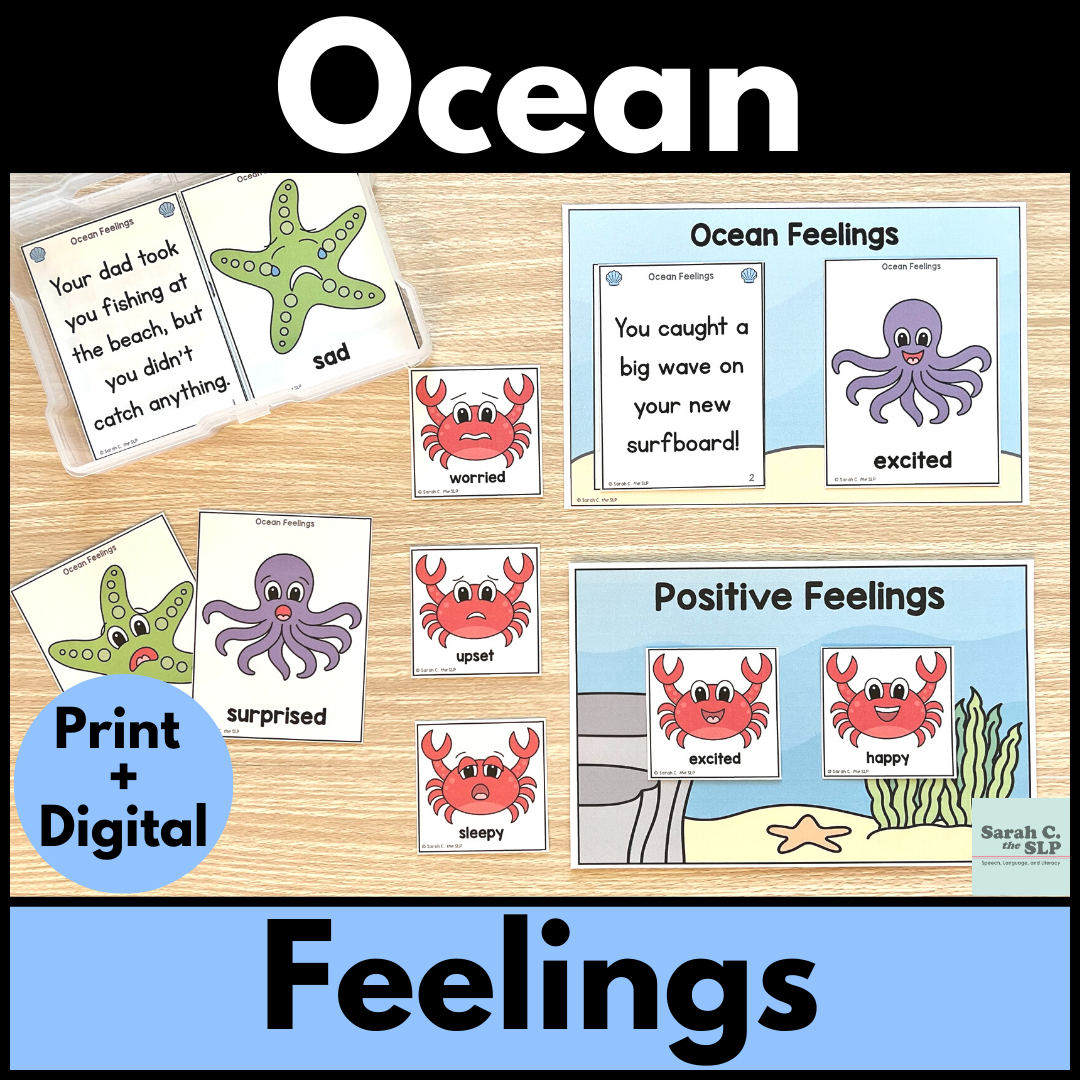 Ocean
Ocean Feelings
Your dad took
you fishing at
the beach, but
you didn't
catch anything.
© Sarah C. the SLP
Ocean
sad
SLP
worried
© Sarah C. the SLP
upset
© Sarah C. the SLP
sleepy
© Sarah C. the SLP
Ocean Feelings
Ocean Feelings
You caught a
big wave on
your new
surfboard!
2
© Sarah C. the SLP
Ocean Feelings
excited
© Sarah C. the SLP
© Sarah C. the SLP
Ocean Feelings
Ocean Feelings
surprised
the SLP
Positive Feelings
excited
© Sarah C. the SLP
happy
© Sarah C. the SLP
Print
+
Digital
Sarah C.
the SLP
Speech, Language, and Literacy
Feelings